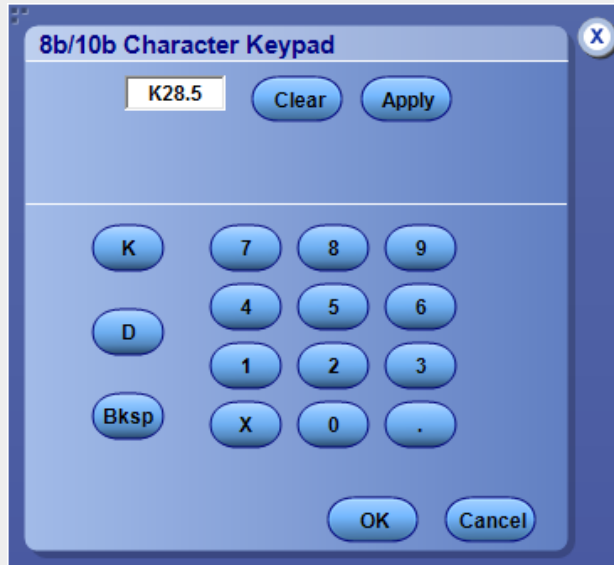 8b/10b Character Keypad X
K28.5 Clear Apply
K 7 8 9
4 5 6
D
1 2 3
Bksp X 0 .
OK Cancel